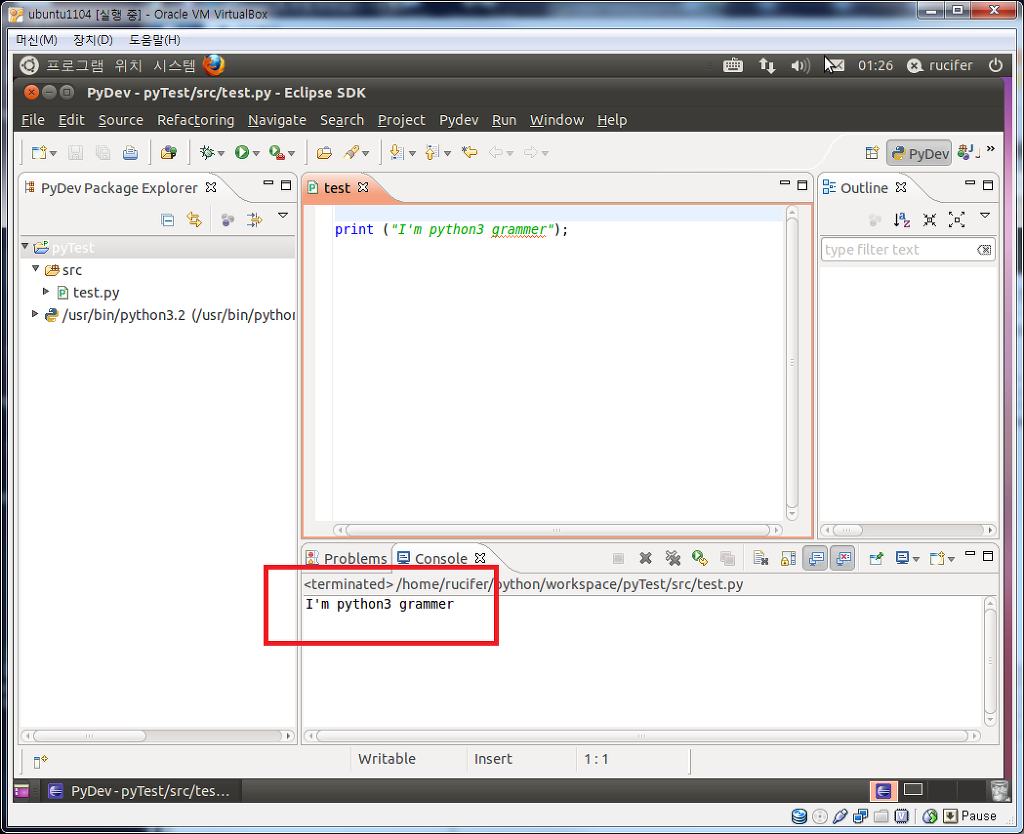 ubuntu1104 [실행 중] - Oracle VM VirtualBox
머신(M) 장치(D) 도움말(H)
프로그램 위치 시스템 01:26 rucifer
PyDev - pyTest/src/test.py - Eclipse SDK
File Edit Source Refactoring Navigate Search Project Pydev Run Window Help
PyDev »
PyDev Package Explorer
test
Outline
pyTest
src
test.py
/usr/bin/python3.2 (/usr/bin/python
print ("I'm python3 grammer");
type filter text
Problems Console
<terminated> /home/rucifer/python/workspace/pyTest/src/test.py
I'm python3 grammer
Writable Insert 1 : 1
PyDev - pyTest/src/tes...
Pause